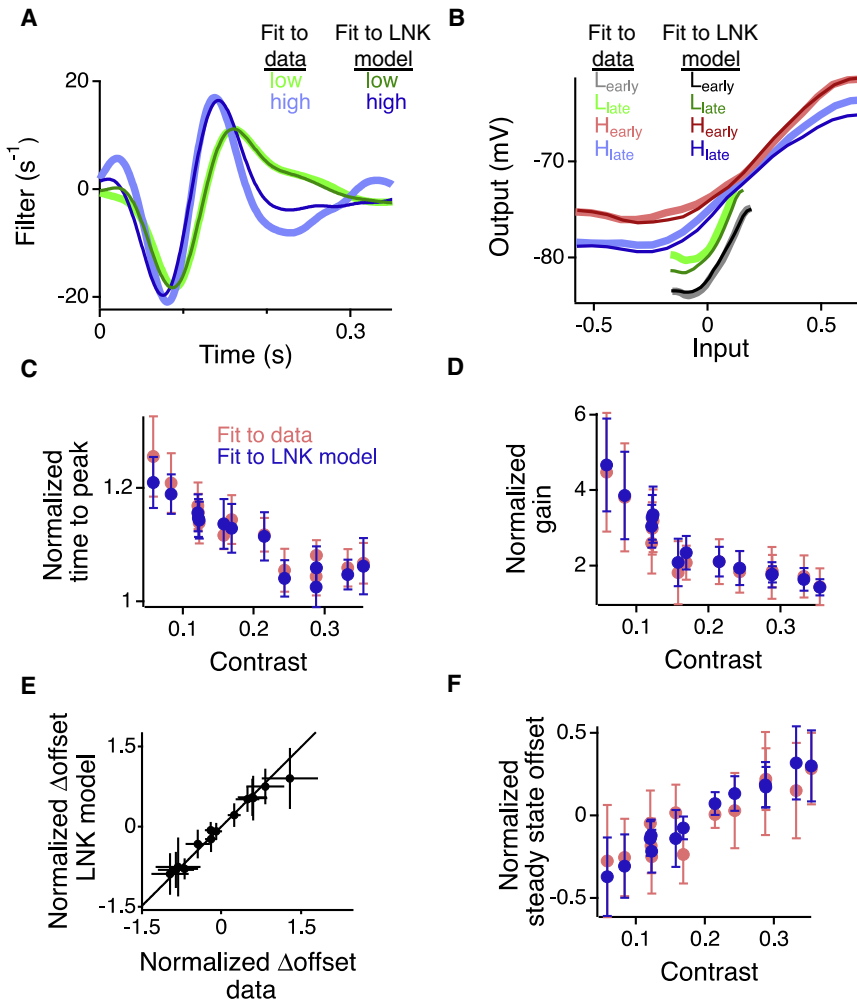 A
Fit to data
Fit to LNK model
low
low
high
high
20
0
-20
Filter (s⁻¹)
0
0.3
Time (s)
B
Fit to data
Fit to LNK model
Learly
Learly
Llate
Llate
Hearly
Hearly
Hlate
Hlate
-70
-80
Output (mV)
-0.5
0
0.5
Input
C
Fit to data
Fit to LNK model
1.2
1
Normalized
time to peak
0.1
0.2
0.3
Contrast
D
6
4
2
Normalized
gain
0.1
0.2
0.3
Contrast
E
1.5
0
-1.5
Normalized Δoffset
LNK model
-1.5
0
1.5
Normalized Δoffset
data
F
0.5
0
-0.5
Normalized
steady state offset
0.1
0.2
0.3
Contrast